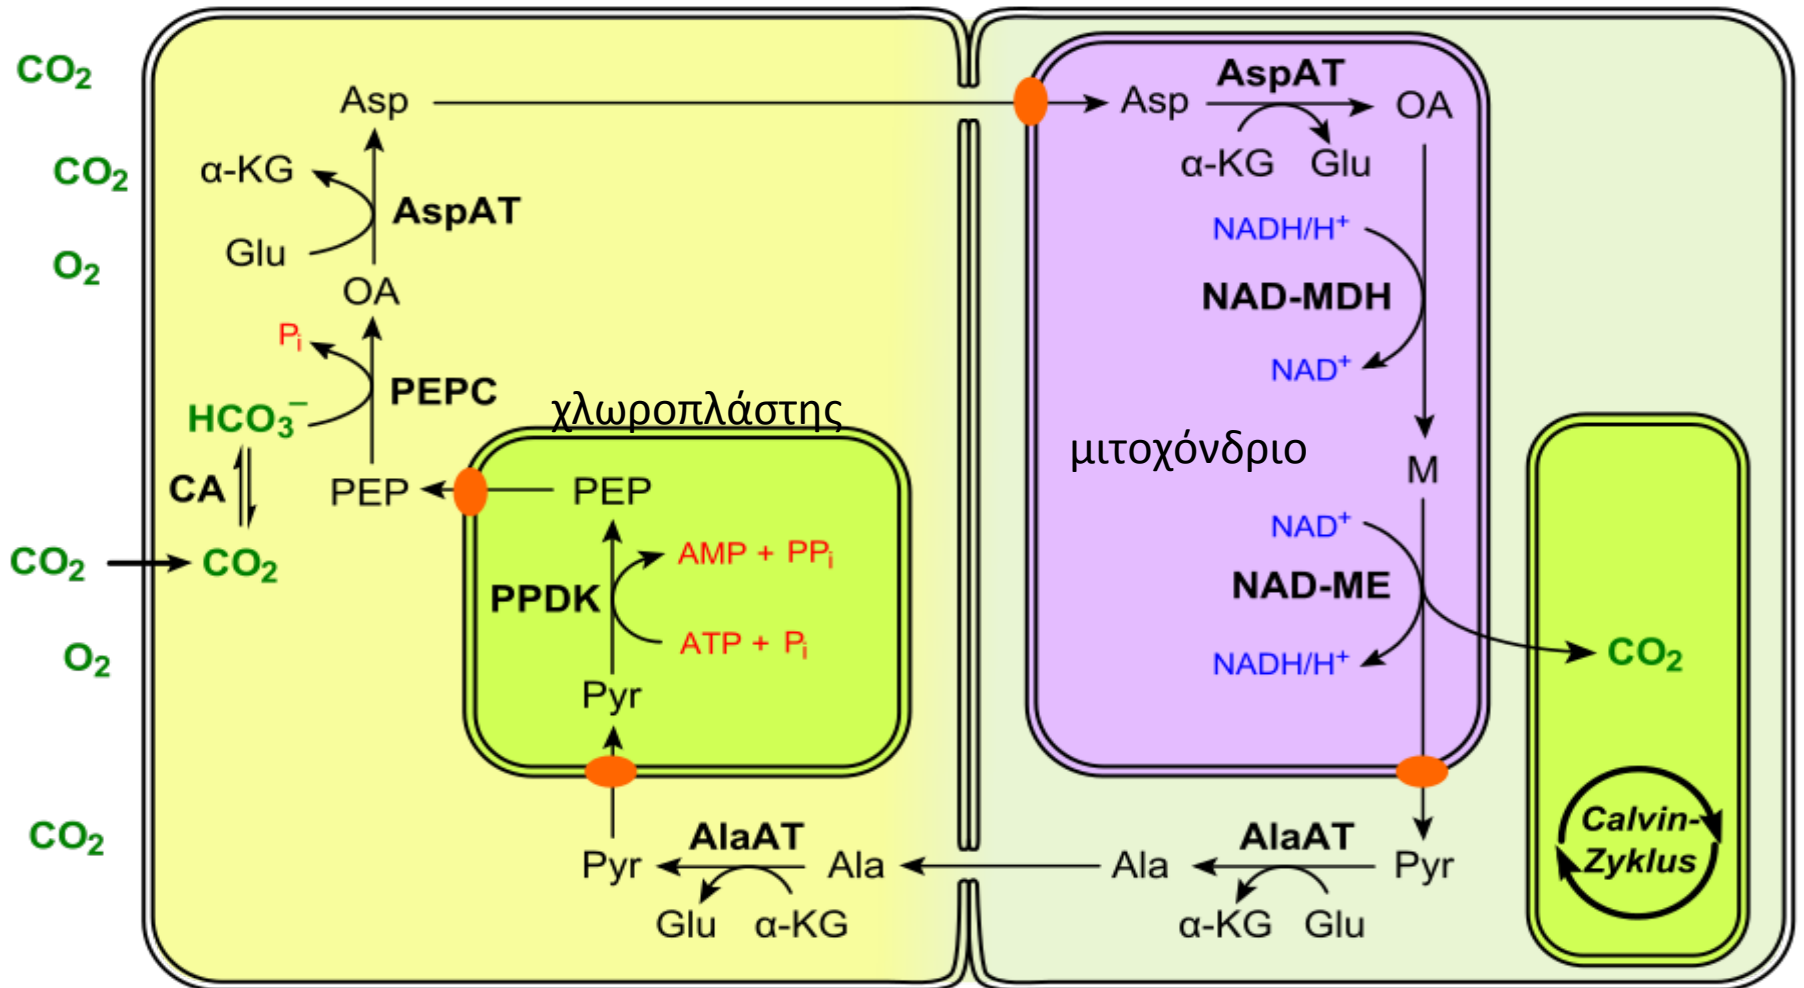 CO₂
CO₂
O₂
CO₂
O₂
CO₂
Asp
α-KG
AspAT
Glu
OA
Pᵢ
PEPC
HCO₃⁻
CA
PEP
CO₂
χλωροπλάστης
PEP
AMP + PPᵢ
PPDK
ATP + Pᵢ
Pyr
Pyr
AlaAT
Ala
Glu
α-KG
Asp
AspAT
OA
α-KG
Glu
NADH/H⁺
NAD-MDH
NAD⁺
μιτοχόνδριο
M
NAD⁺
NAD-ME
NADH/H⁺
CO₂
Calvin-
Zyklus
Ala
AlaAT
Pyr
α-KG
Glu